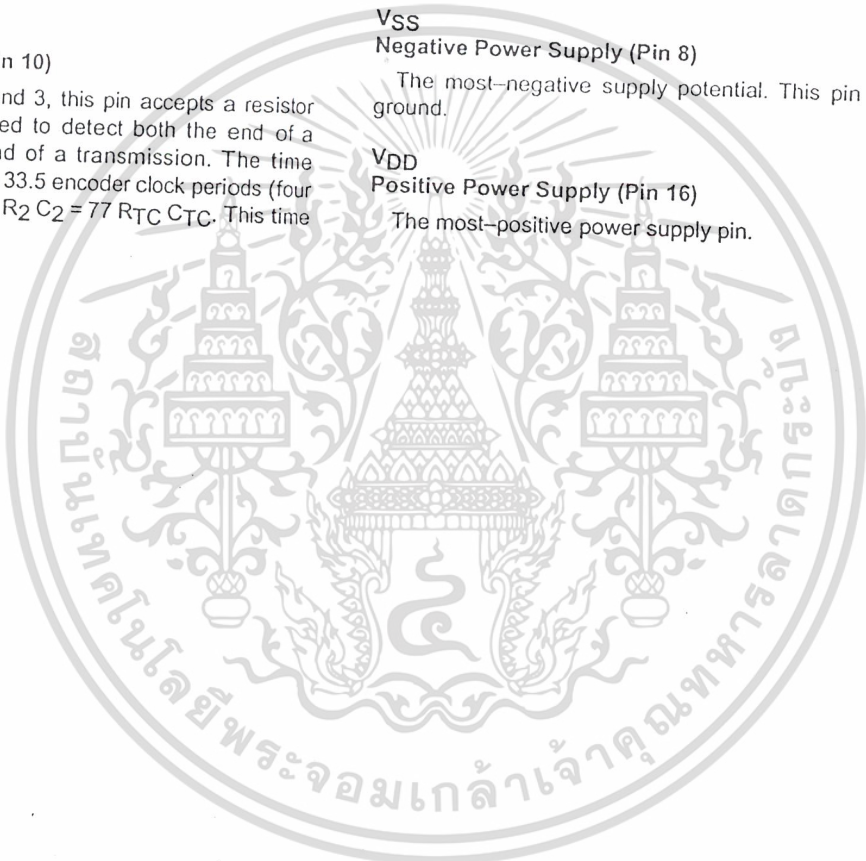 n 10)
nd 3, this pin accepts a resistor
ed to detect both the end of a
d of a transmission. The time
33.5 encoder clock periods (four
R2 C2 = 77 RTC CTC. This time
VSS
Negative Power Supply (Pin 8)
The most–negative supply potential. This pin
ground.
VDD
Positive Power Supply (Pin 16)
The most–positive power supply pin.
สถาบันเทคโนโลยีพระจอมเกล้าเจ้าคุณทหารลาดกระบัง